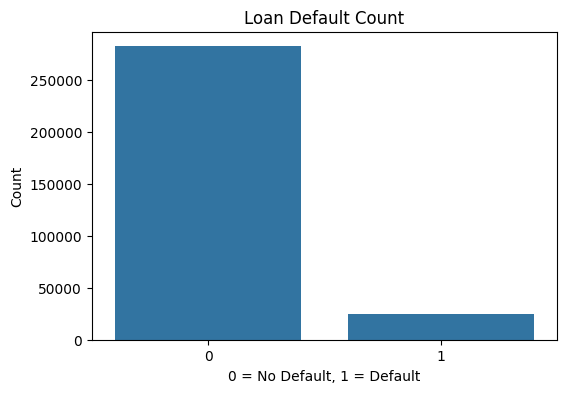 Loan Default Count
250000
200000
150000
100000
50000
0
Count
0
1
0 = No Default, 1 = Default